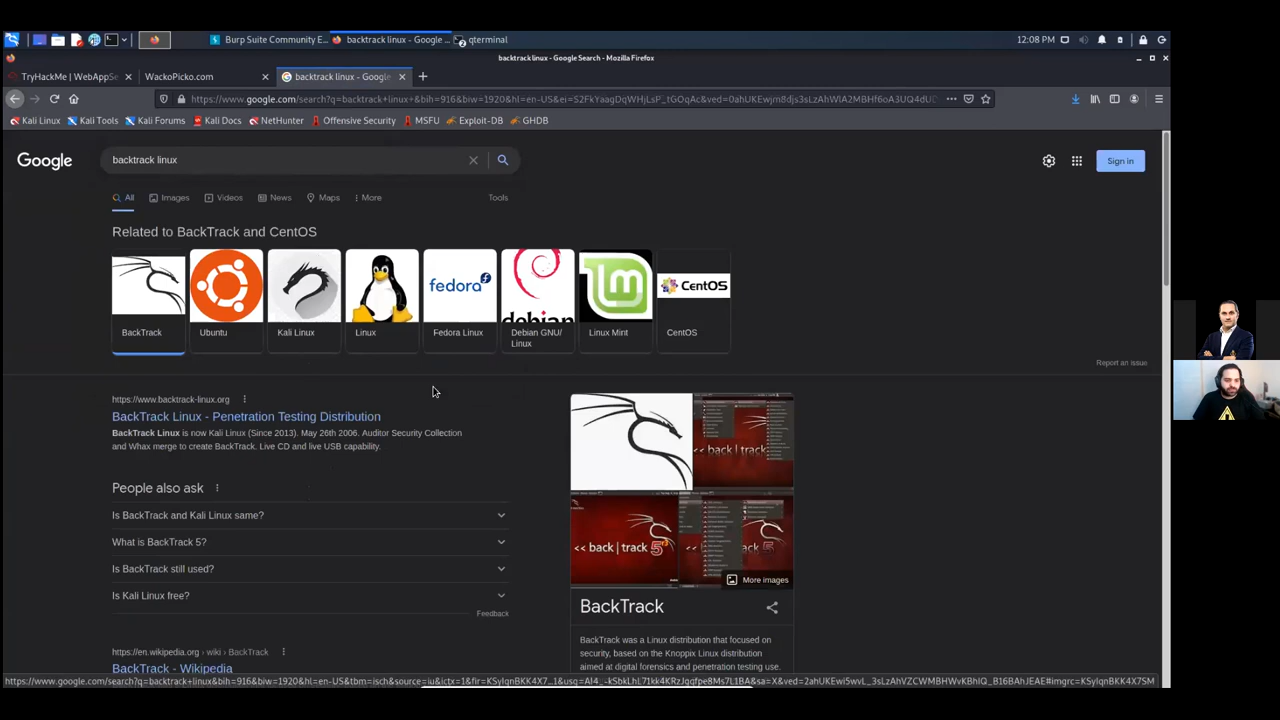 Burp Suite Community E...
backtrack linux - Google ...
qterminal
12:08 PM
backtrack linux - Google Search - Mozilla Firefox
TryHackMe | WebAppSe
WackoPicko.com
backtrack linux - Google
Kali Linux
Kali Tools
Kali Forums
Kali Docs
NetHunter
Offensive Security
MSFU
Exploit-DB
GHDB
Google
backtrack linux
Sign in
All
Images
Videos
News
Maps
More
Tools
Related to BackTrack and CentOS
fedora
debian
CentOS
BackTrack
Ubuntu
Kali Linux
Linux
Fedora Linux
Debian GNU/
Linux
Linux Mint
CentOS
Report an issue
https://www.backtrack-linux.org
BackTrack Linux - Penetration Testing Distribution
BackTrack Linux is now Kali Linux (Since 2013). May 26th 2006. Auditor Security Collection
and Whax merge to create BackTrack. Live CD and live USB capability.
People also ask
Is BackTrack and Kali Linux same?
What is BackTrack 5?
Is BackTrack still used?
Is Kali Linux free?
Feedback
https://en.wikipedia.org › wiki › BackTrack
BackTrack - Wikipedia
<< back | track
<< back | track 5
More images
BackTrack
BackTrack was a Linux distribution that focused on
security, based on the Knoppix Linux distribution
aimed at digital forensics and penetration testing use.